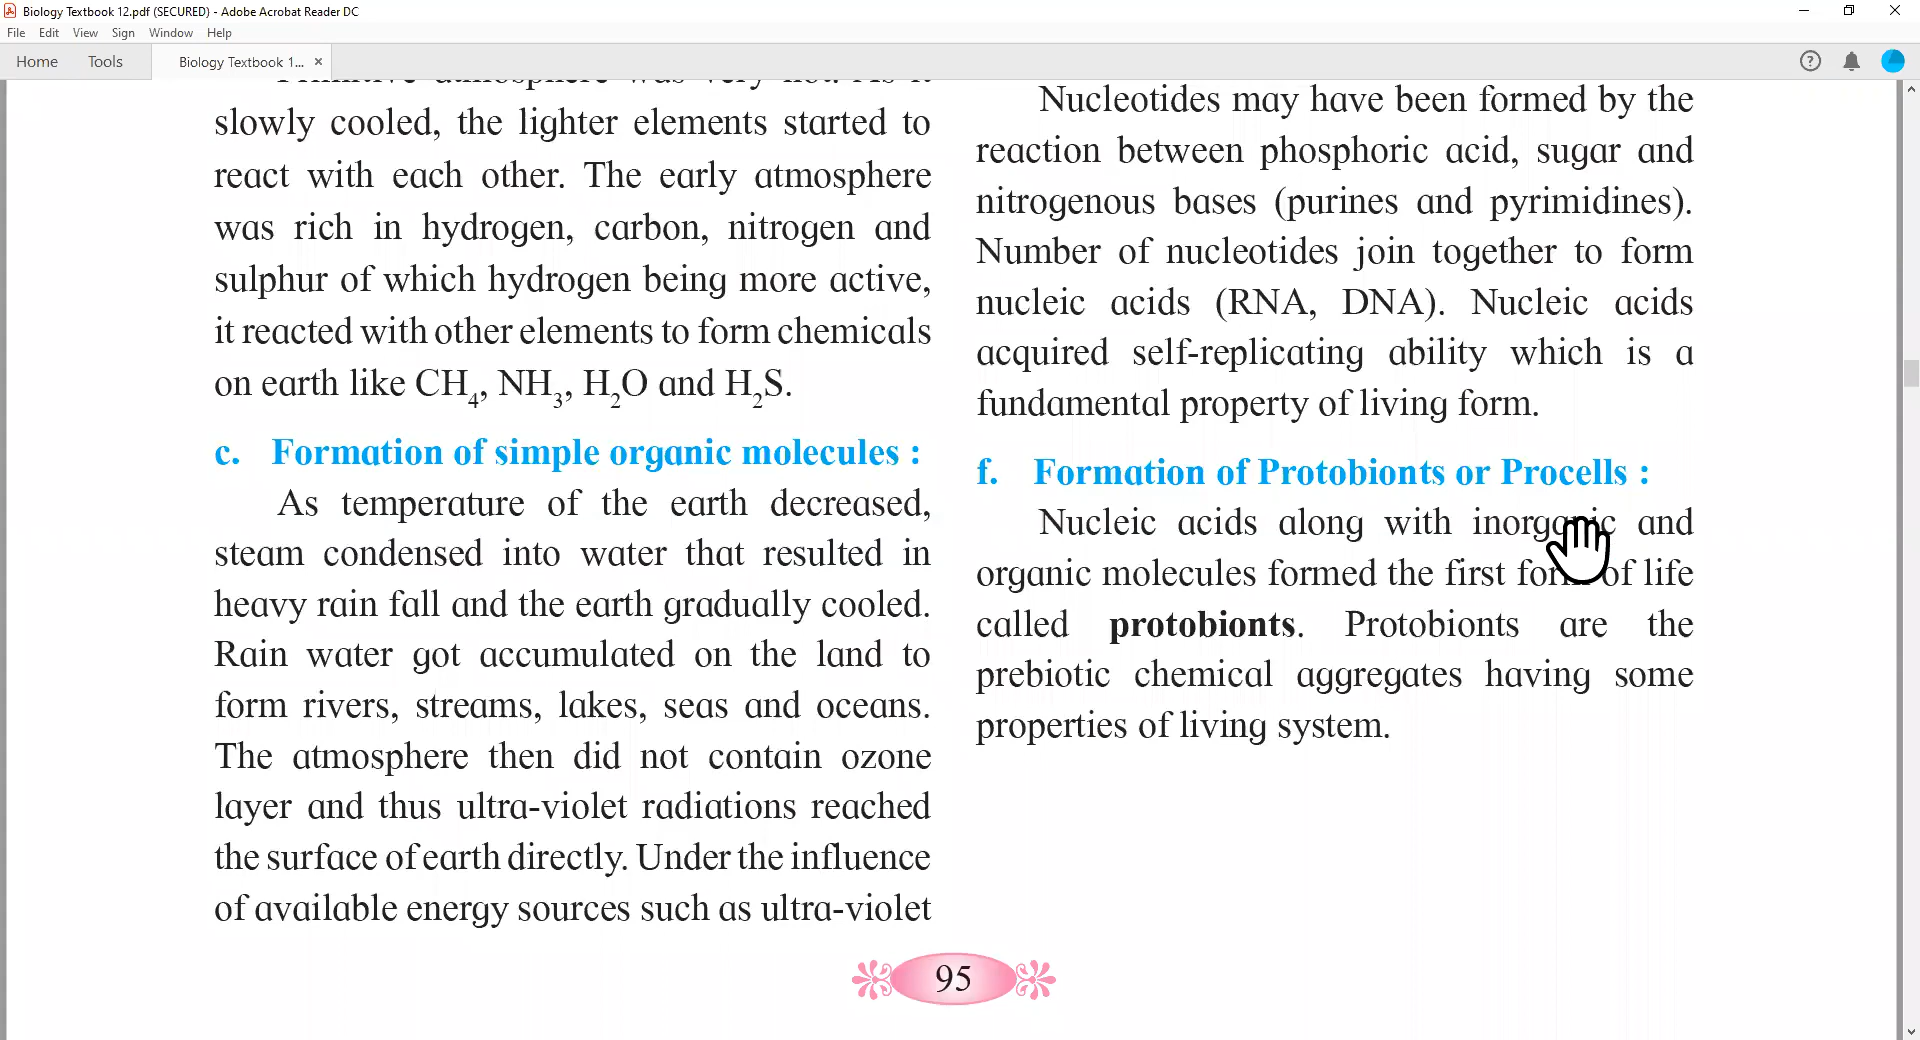 Biology Textbook 12.pdf (SECURED) - Adobe Acrobat Reader DC
File Edit View Sign Window Help
Home Tools Biology Textbook 1... ×
Primitive atmosphere was very hot. As it
slowly cooled, the lighter elements started to
react with each other. The early atmosphere
was rich in hydrogen, carbon, nitrogen and
sulphur of which hydrogen being more active,
it reacted with other elements to form chemicals
on earth like CH₄, NH₃, H₂O and H₂S.
c. Formation of simple organic molecules :
As temperature of the earth decreased,
steam condensed into water that resulted in
heavy rain fall and the earth gradually cooled.
Rain water got accumulated on the land to
form rivers, streams, lakes, seas and oceans.
The atmosphere then did not contain ozone
layer and thus ultra-violet radiations reached
the surface of earth directly. Under the influence
of available energy sources such as ultra-violet
Nucleotides may have been formed by the
reaction between phosphoric acid, sugar and
nitrogenous bases (purines and pyrimidines).
Number of nucleotides join together to form
nucleic acids (RNA, DNA). Nucleic acids
acquired self-replicating ability which is a
fundamental property of living form.
f. Formation of Protobionts or Procells :
Nucleic acids along with inorganic and
organic molecules formed the first form of life
called protobionts. Protobionts are the
prebiotic chemical aggregates having some
properties of living system.
95